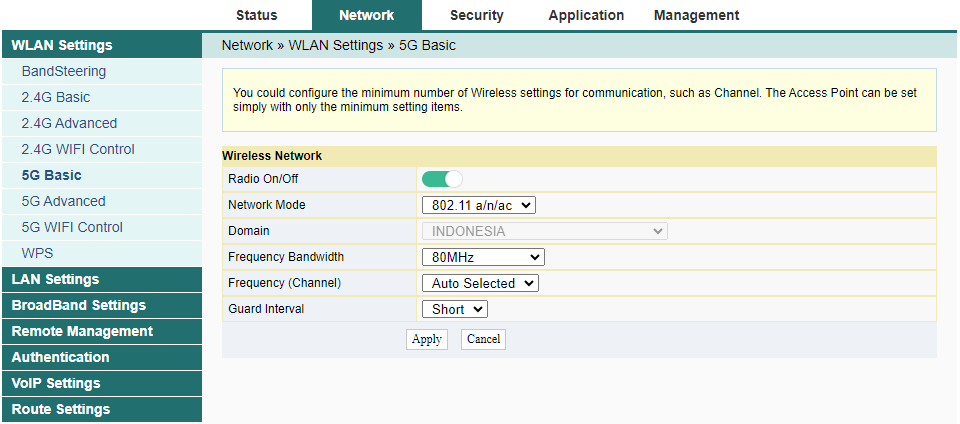 Status Network Security Application Management
WLAN Settings
Network » WLAN Settings » 5G Basic
BandSteering
2.4G Basic
2.4G Advanced
2.4G WIFI Control
5G Basic
5G Advanced
5G WIFI Control
WPS
LAN Settings
BroadBand Settings
Remote Management
Authentication
VoIP Settings
Route Settings
You could configure the minimum number of Wireless settings for communication, such as Channel. The Access Point can be set
simply with only the minimum setting items.
Wireless Network
Radio On/Off
Network Mode 802.11 a/n/ac
Domain INDONESIA
Frequency Bandwidth 80MHz
Frequency (Channel) Auto Selected
Guard Interval Short
Apply Cancel